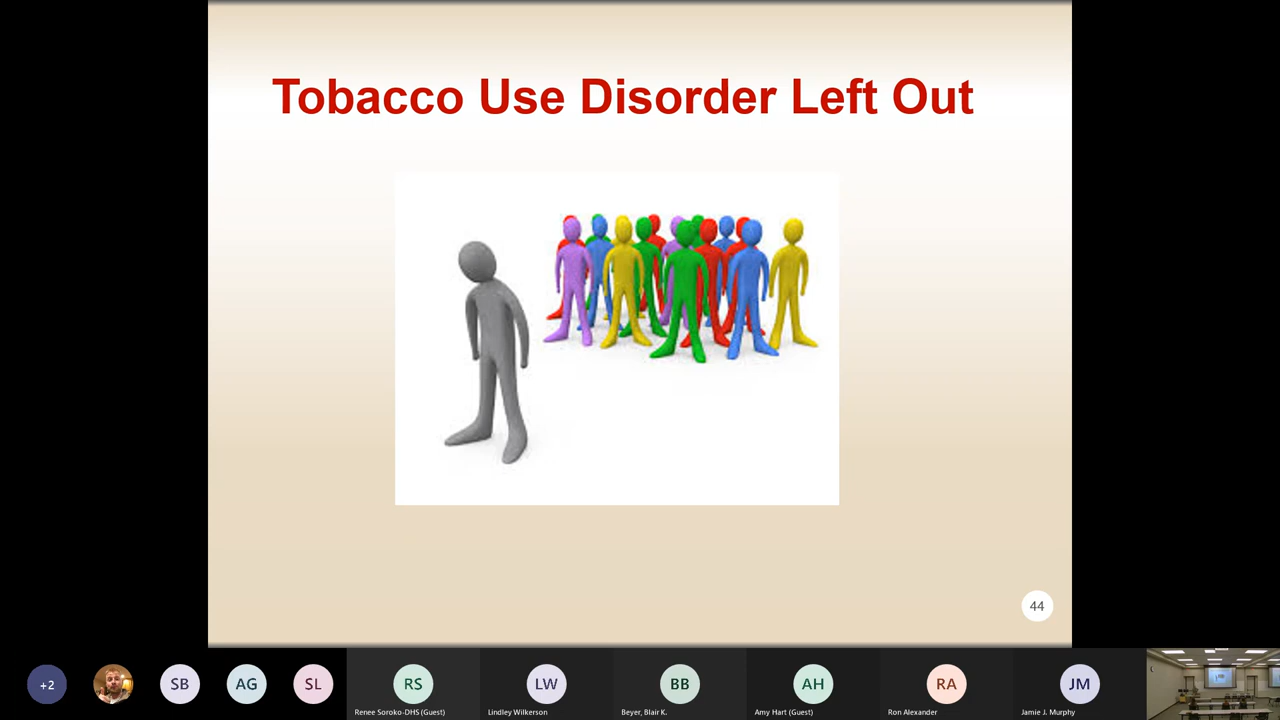 Tobacco Use Disorder Left Out
44
+2
SB
AG
SL
RS
LW
BB
AH
RA
JM
Renee Soroko-DHS (Guest)
Lindley Wilkerson
Beyer, Blair K.
Amy Hart (Guest)
Ron Alexander
Jamie J. Murphy